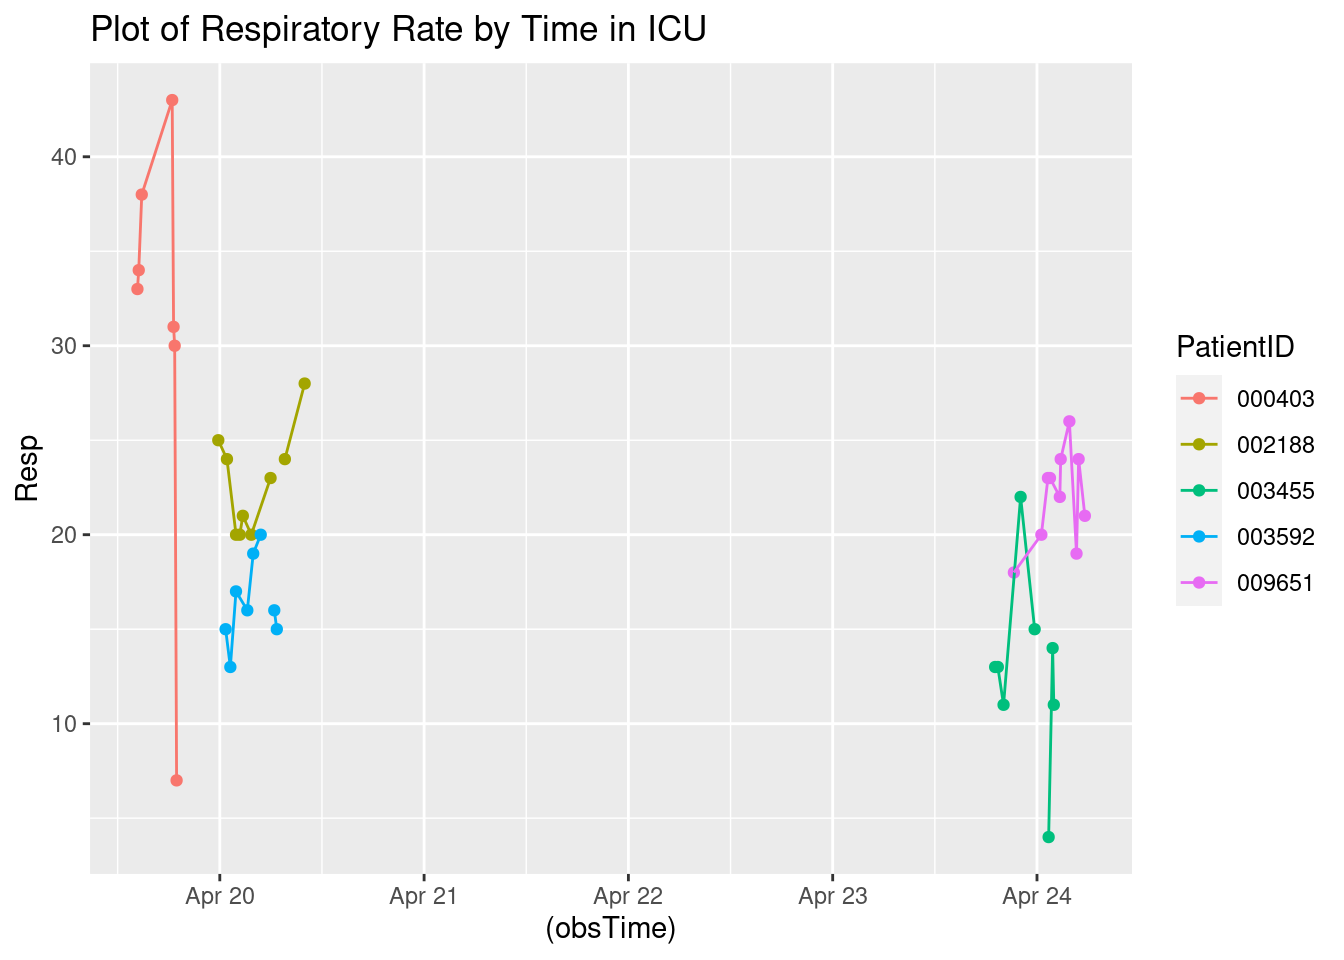 Plot of Respiratory Rate by Time in ICU
Resp
40
30
20
10
Apr 20
Apr 21
Apr 22
Apr 23
Apr 24
(obsTime)
PatientID
000403
002188
003455
003592
009651